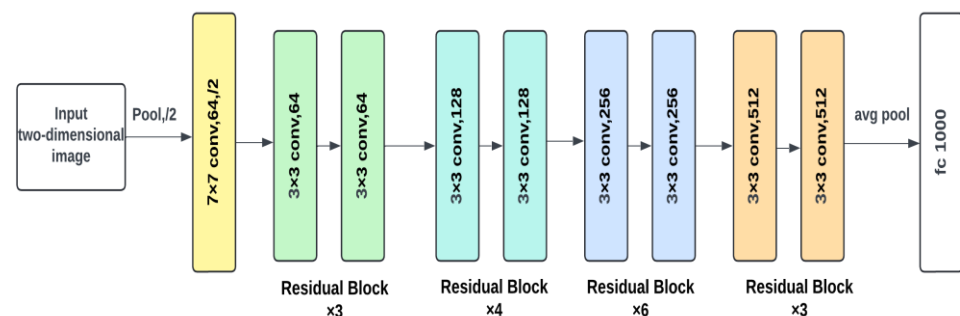 Input
two-dimensional
image
Pool,/2
7×7 conv,64,/2
3×3 conv,64
3×3 conv,64
3×3 conv,128
3×3 conv,128
3×3 conv,256
3×3 conv,256
3×3 conv,512
3×3 conv,512
avg pool
fc 1000
Residual Block
×3
Residual Block
×4
Residual Block
×6
Residual Block
×3